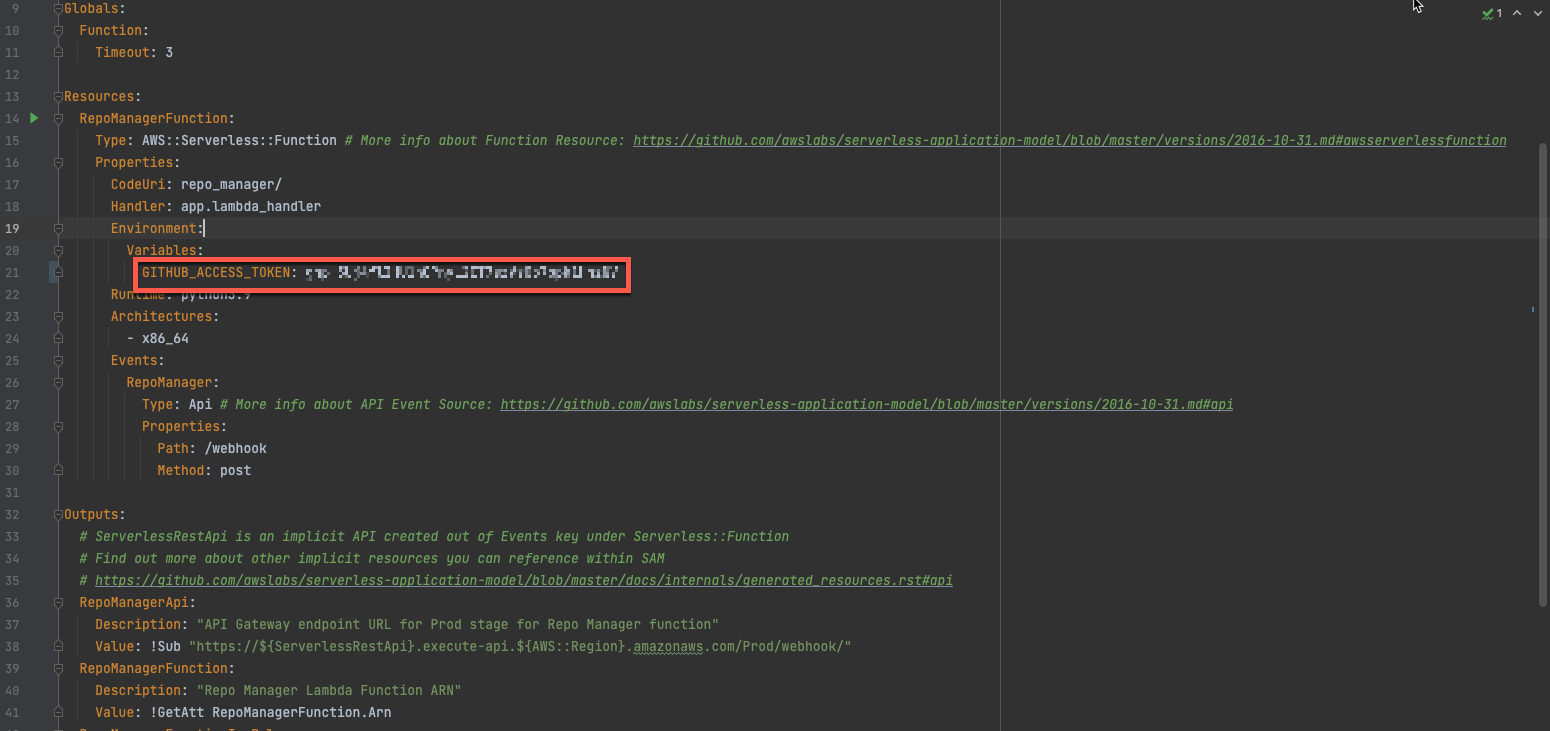 1
9 Globals:
10 Function:
11 Timeout: 3
12
13 Resources:
14 RepoManagerFunction:
15 Type: AWS::Serverless::Function # More info about Function Resource: https://github.com/awslabs/serverless-application-model/blob/master/versions/2016-10-31.md#awsserverlessfunction
16 Properties:
17 CodeUri: repo_manager/
18 Handler: app.lambda_handler
19 Environment:
20 Variables:
21 GITHUB_ACCESS_TOKEN:
22 Runtime: python3.9
23 Architectures:
24 - x86_64
25 Events:
26 RepoManager:
27 Type: Api # More info about API Event Source: https://github.com/awslabs/serverless-application-model/blob/master/versions/2016-10-31.md#api
28 Properties:
29 Path: /webhook
30 Method: post
31
32 Outputs:
33 # ServerlessRestApi is an implicit API created out of Events key under Serverless::Function
34 # Find out more about other implicit resources you can reference within SAM
35 # https://github.com/awslabs/serverless-application-model/blob/master/docs/internals/generated_resources.rst#api
36 RepoManagerApi:
37 Description: "API Gateway endpoint URL for Prod stage for Repo Manager function"
38 Value: !Sub "https://${ServerlessRestApi}.execute-api.${AWS::Region}.amazonaws.com/Prod/webhook/"
39 RepoManagerFunction:
40 Description: "Repo Manager Lambda Function ARN"
41 Value: !GetAtt RepoManagerFunction.Arn